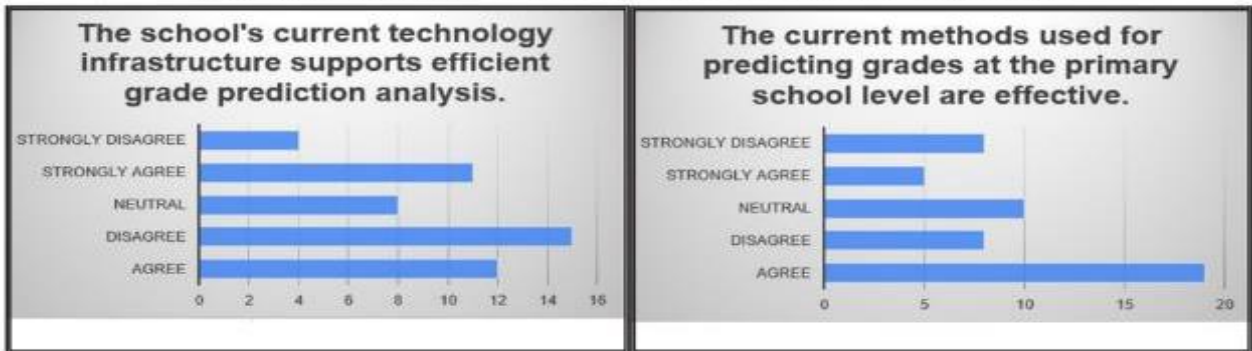 The school's current technology
infrastructure supports efficient
grade prediction analysis.
STRONGLY DISAGREE
STRONGLY AGREE
NEUTRAL
DISAGREE
AGREE
0 2 4 6 8 10 12 14 16
The current methods used for
predicting grades at the primary
school level are effective.
STRONGLY DISAGREE
STRONGLY AGREE
NEUTRAL
DISAGREE
AGREE
0 5 10 15 20